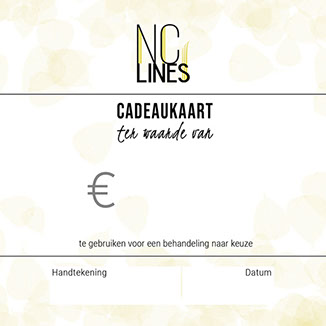 NC
LINES
CADEAUKAART
ter waarde van
€
te gebruiken voor een behandeling naar keuze
Handtekening Datum